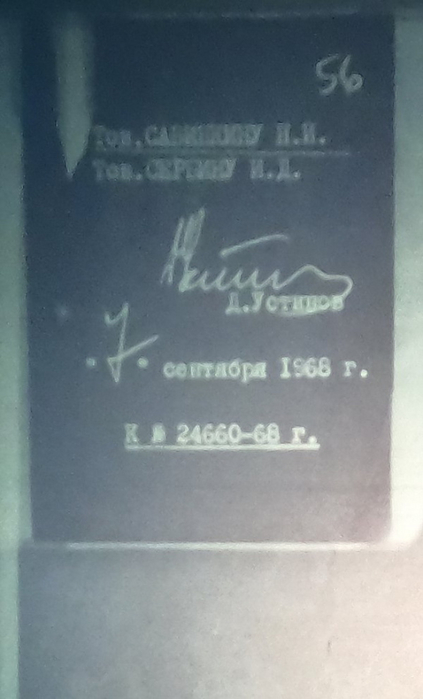 56
Тов. САВИНКИНУ Н.И.
Тов. СЕРБИНУ И.Д.
Д.Устинов
"7" сентября 1968 г.
К № 24660-68 г.